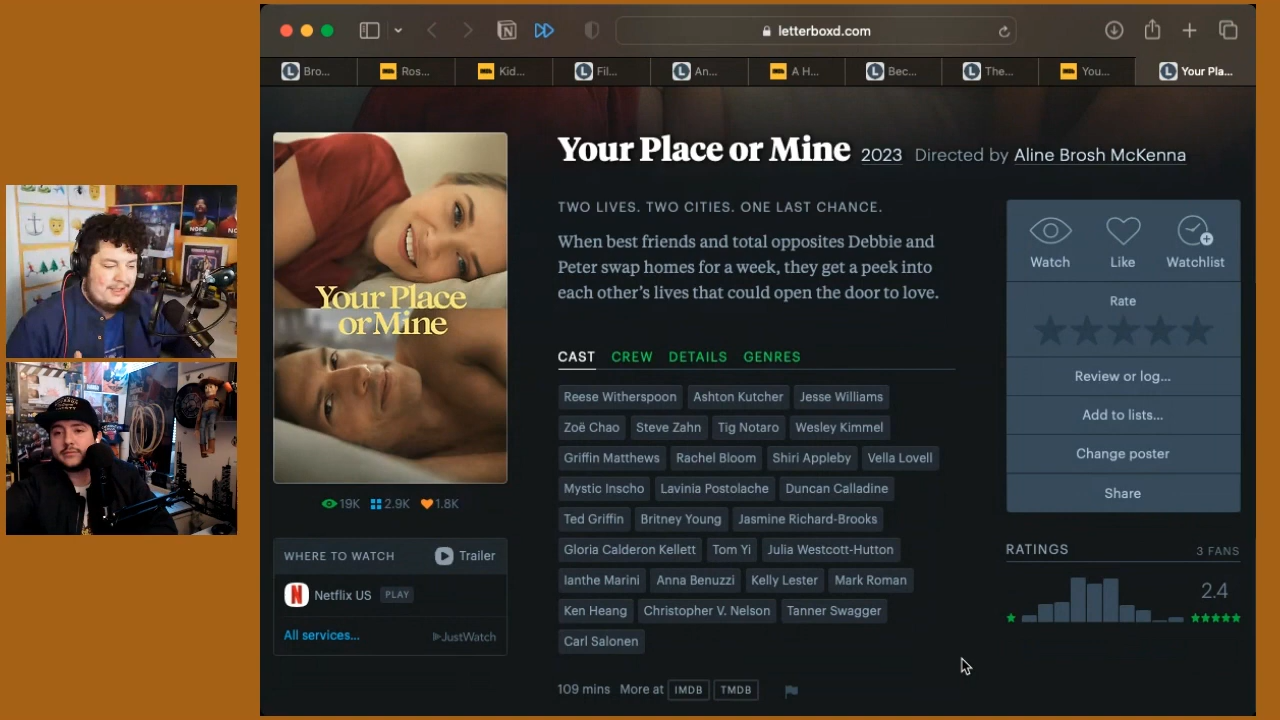 letterboxd.com
Bro...
Ros...
Kid...
Fil...
An...
A H...
Bec...
The...
You...
Your Pla...
Your Place or Mine 2023 Directed by Aline Brosh McKenna
TWO LIVES. TWO CITIES. ONE LAST CHANCE.
When best friends and total opposites Debbie and
Peter swap homes for a week, they get a peek into
each other's lives that could open the door to love.
Your Place
or Mine
NOPE
19K 2.9K 1.8K
WHERE TO WATCH Trailer
Netflix US PLAY
All services... JustWatch
CAST CREW DETAILS GENRES
Reese Witherspoon Ashton Kutcher Jesse Williams
Zoë Chao Steve Zahn Tig Notaro Wesley Kimmel
Griffin Matthews Rachel Bloom Shiri Appleby Vella Lovell
Mystic Inscho Lavinia Postolache Duncan Calladine
Ted Griffin Britney Young Jasmine Richard-Brooks
Gloria Calderon Kellett Tom Yi Julia Westcott-Hutton
Ianthe Marini Anna Benuzzi Kelly Lester Mark Roman
Ken Heang Christopher V. Nelson Tanner Swagger
Carl Salonen
109 mins More at IMDB TMDB
Watch Like Watchlist
Rate
Review or log...
Add to lists...
Change poster
Share
RATINGS 3 FANS
2.4